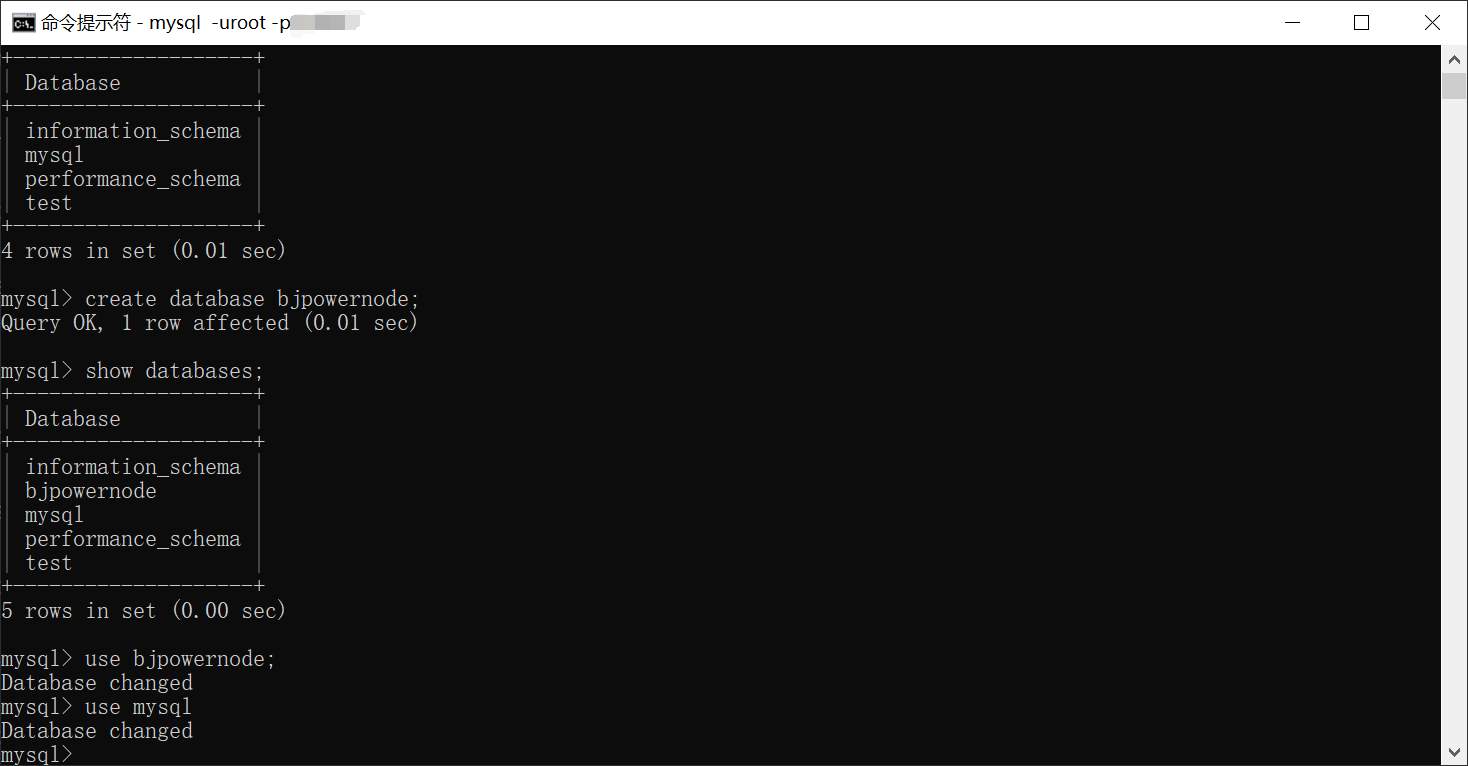 命令提示符 - mysql  -uroot -p
+--------------------+
| Database           |
+--------------------+
| information_schema |
| mysql              |
| performance_schema |
| test               |
+--------------------+
4 rows in set (0.01 sec)
mysql> create database bjpowernode;
Query OK, 1 row affected (0.01 sec)
mysql> show databases;
+--------------------+
| Database           |
+--------------------+
| information_schema |
| bjpowernode        |
| mysql              |
| performance_schema |
| test               |
+--------------------+
5 rows in set (0.00 sec)
mysql> use bjpowernode;
Database changed
mysql> use mysql
Database changed
mysql>